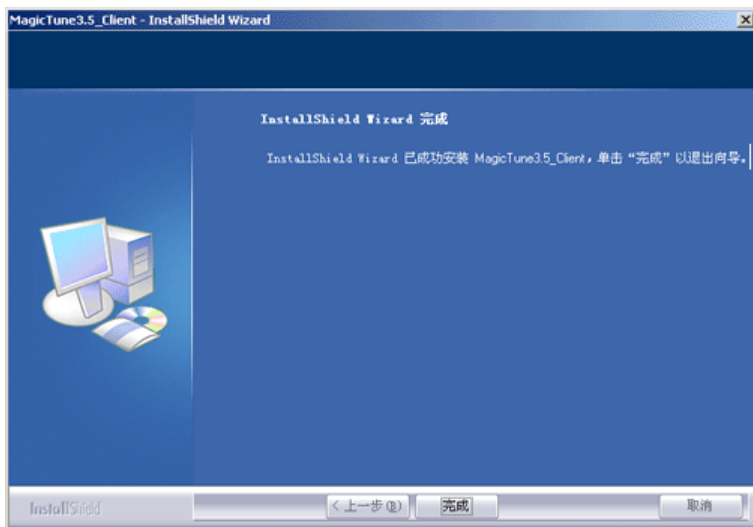 MagicTune3.5_Client - InstallShield Wizard
InstallShield Wizard 完成
InstallShield Wizard 已成功安装 MagicTune3.5_Client，单击“完成”以退出向导。
InstallShield
< 上一步(B)
完成
取消